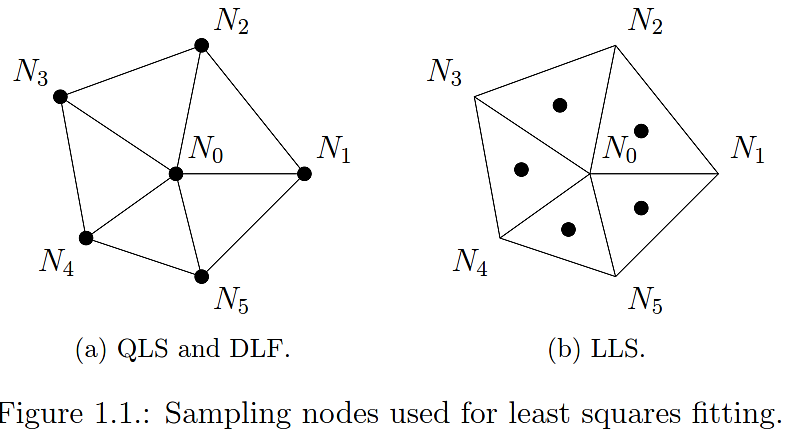 N₂ N₂
N₃ N₃
N₀ N₁ N₀ N₁
N₄ N₄
N₅ N₅
(a) QLS and DLF. (b) LLS.
Figure 1.1.: Sampling nodes used for least squares fitting.